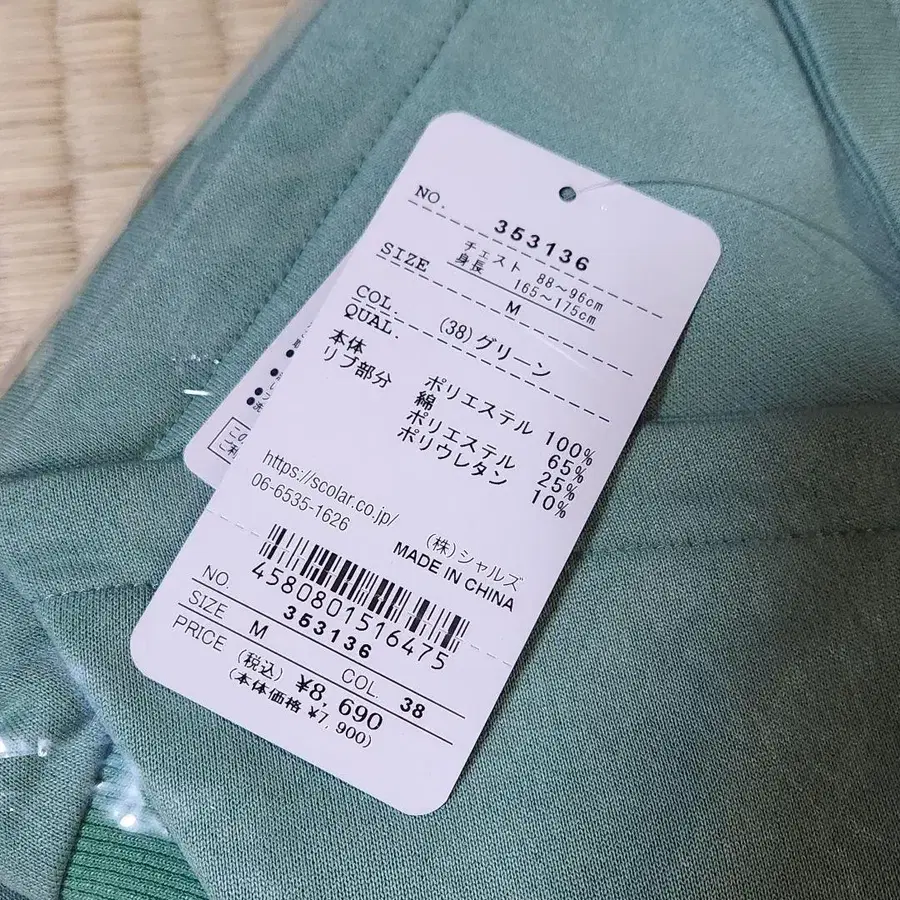 NO. 353136
SIZE チェスト 88～96cm
身長 165～175cm
M
COL. (38)グリーン
QUAL.
本体 ポリエステル 100%
リブ部分 綿 65%
ポリエステル 25%
ポリウレタン 10%
https://scolar.co.jp/
06-6535-1626
(株)シャルズ
MADE IN CHINA
4580801516475
NO. 353136
SIZE M COL. 38
PRICE (税込) ¥8,690
(本体価格 ¥7,900)